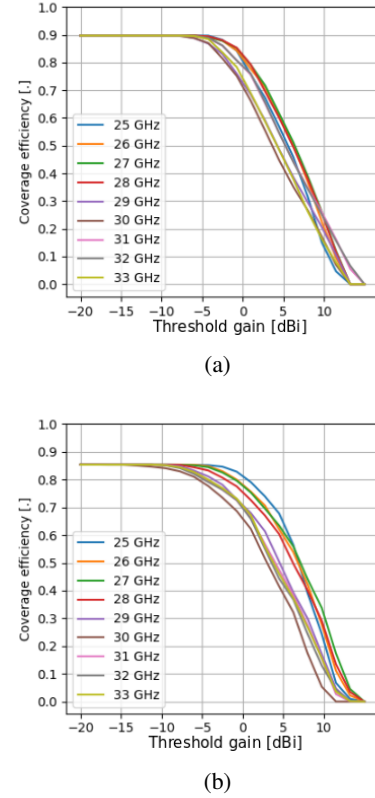 1.0
0.9
0.8
0.7
0.6
0.5
0.4
0.3
0.2
0.1
0.0
Coverage efficiency [.]
25 GHz
26 GHz
27 GHz
28 GHz
29 GHz
30 GHz
31 GHz
32 GHz
33 GHz
−20 −15 −10 −5 0 5 10
Threshold gain [dBi]
(a)
1.0
0.9
0.8
0.7
0.6
0.5
0.4
0.3
0.2
0.1
0.0
Coverage efficiency [.]
25 GHz
26 GHz
27 GHz
28 GHz
29 GHz
30 GHz
31 GHz
32 GHz
33 GHz
−20 −15 −10 −5 0 5 10
Threshold gain [dBi]
(b)